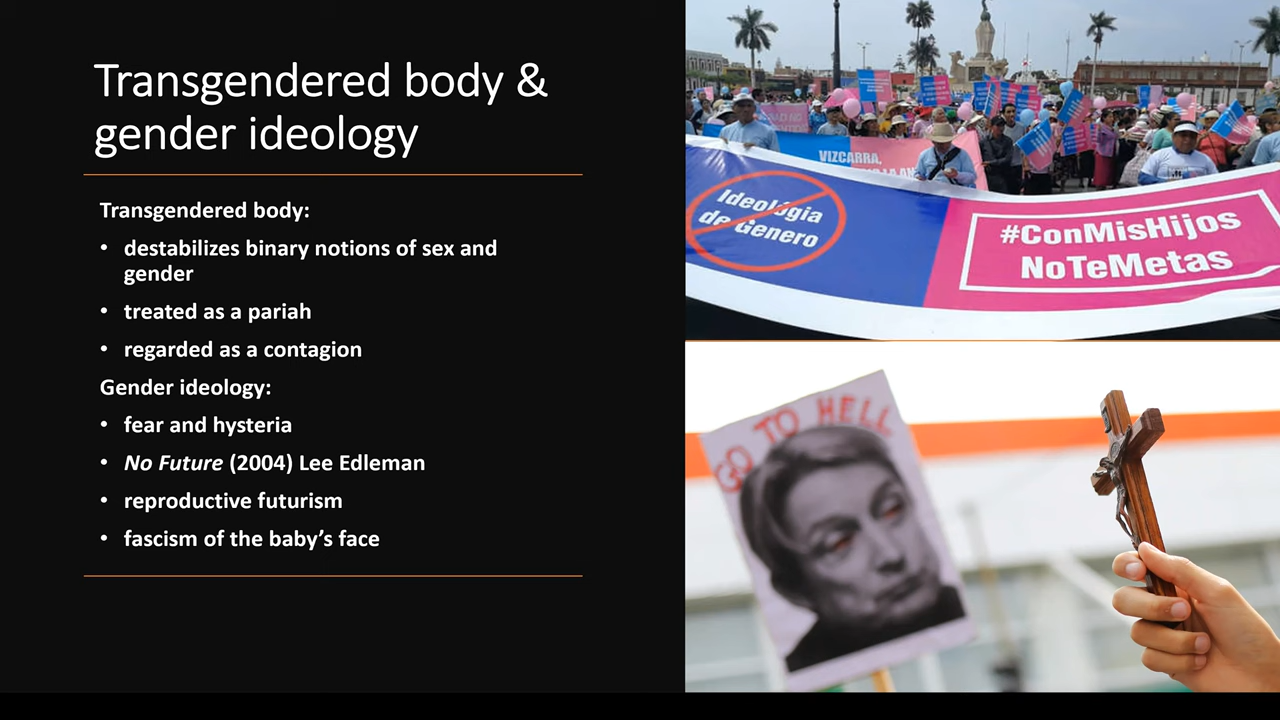 Transgendered body &
gender ideology
Transgendered body:
• destabilizes binary notions of sex and
gender
• treated as a pariah
• regarded as a contagion
Gender ideology:
• fear and hysteria
• No Future (2004) Lee Edleman
• reproductive futurism
• fascism of the baby’s face
VIZCARRA,
Ideología
de Genero
#ConMisHijos
NoTeMetas
GO TO HELL